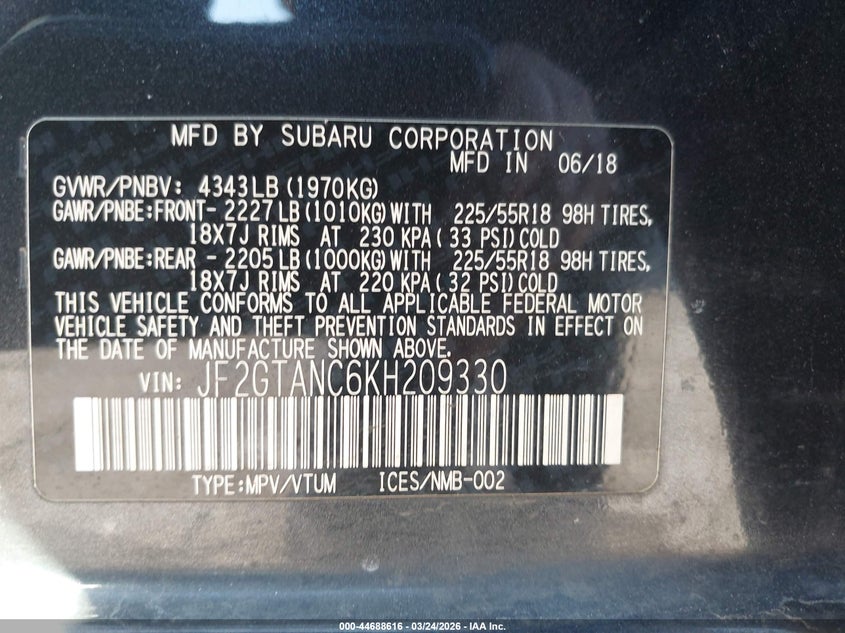 MFD BY SUBARU CORPORATION
MFD IN 06/18
GVWR/PNBV: 4343LB (1970KG)
GAWR/PNBE:FRONT- 2227 LB (1010KG) WITH 225/55R18 98H TIRES,
18X7J RIMS AT 230 KPA ( 33 PSI) COLD
GAWR/PNBE:REAR - 2205 LB (1000KG) WITH 225/55R18 98H TIRES,
18X7J RIMS AT 220 KPA ( 32 PSI) COLD
THIS VEHICLE CONFORMS TO ALL APPLICABLE FEDERAL MOTOR
VEHICLE SAFETY AND THEFT PREVENTION STANDARDS IN EFFECT ON
THE DATE OF MANUFACTURE SHOWN ABOVE.
VIN: JF2GTANC6KH209330
TYPE:MPV/VTUM ICES/NMB-002
000-44688616 - 03/24/2026 - IAA Inc.